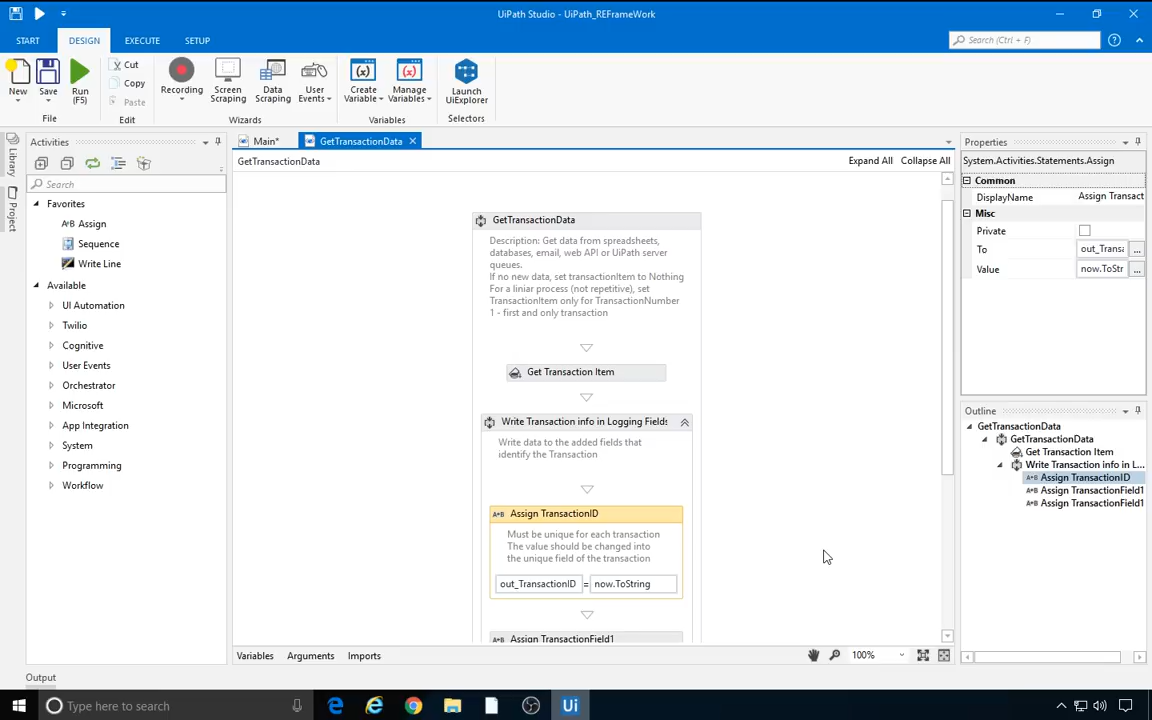 UiPath Studio - UiPath_REFrameWork
START DESIGN EXECUTE SETUP
Search (Ctrl + F)
New
Save
Run (F5)
Cut
Copy
Paste
Recording
Screen Scraping
Data Scraping
User Events
Create Variable
Manage Variables
Launch UiExplorer
File
Edit
Wizards
Variables
Selectors
Library
Project
Activities
Search
Favorites
Assign
Sequence
Write Line
Available
UI Automation
Twilio
Cognitive
User Events
Orchestrator
Microsoft
App Integration
System
Programming
Workflow
Main*
GetTransactionData
GetTransactionData
Expand All Collapse All
GetTransactionData
Description: Get data from spreadsheets,
databases, email, web API or UiPath server
queues.
If no new data, set transactionItem to Nothing
For a liniar process (not repetitive), set
TransactionItem only for TransactionNumber
1 - first and only transaction
Get Transaction Item
Write Transaction info in Logging Fields
Write data to the added fields that
identify the Transaction
A+B Assign TransactionID
Must be unique for each transaction
The value should be changed into
the unique field of the transaction
out_TransactionID = now.ToString
A+B Assign TransactionField1
Variables Arguments Imports
100%
Properties
System.Activities.Statements.Assign
Common
DisplayName Assign Transact
Misc
Private
To out_Transa ...
Value now.ToStr ...
Outline
GetTransactionData
GetTransactionData
Get Transaction Item
Write Transaction info in L...
A+B Assign TransactionID
A+B Assign TransactionField1
A+B Assign TransactionField1
Output
Type here to search
Ui